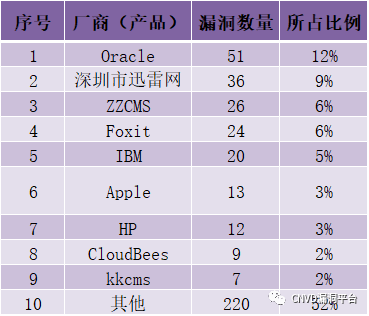 序号 厂商（产品） 漏洞数量 所占比例
1 Oracle 51 12%
2 深圳市迅雷网 36 9%
3 ZZCMS 26 6%
4 Foxit 24 6%
5 IBM 20 5%
6 Apple 13 3%
7 HP 12 3%
8 CloudBees 9 2%
9 kkcms 7 2%
10 其他 220 52%
CNVD漏洞平台